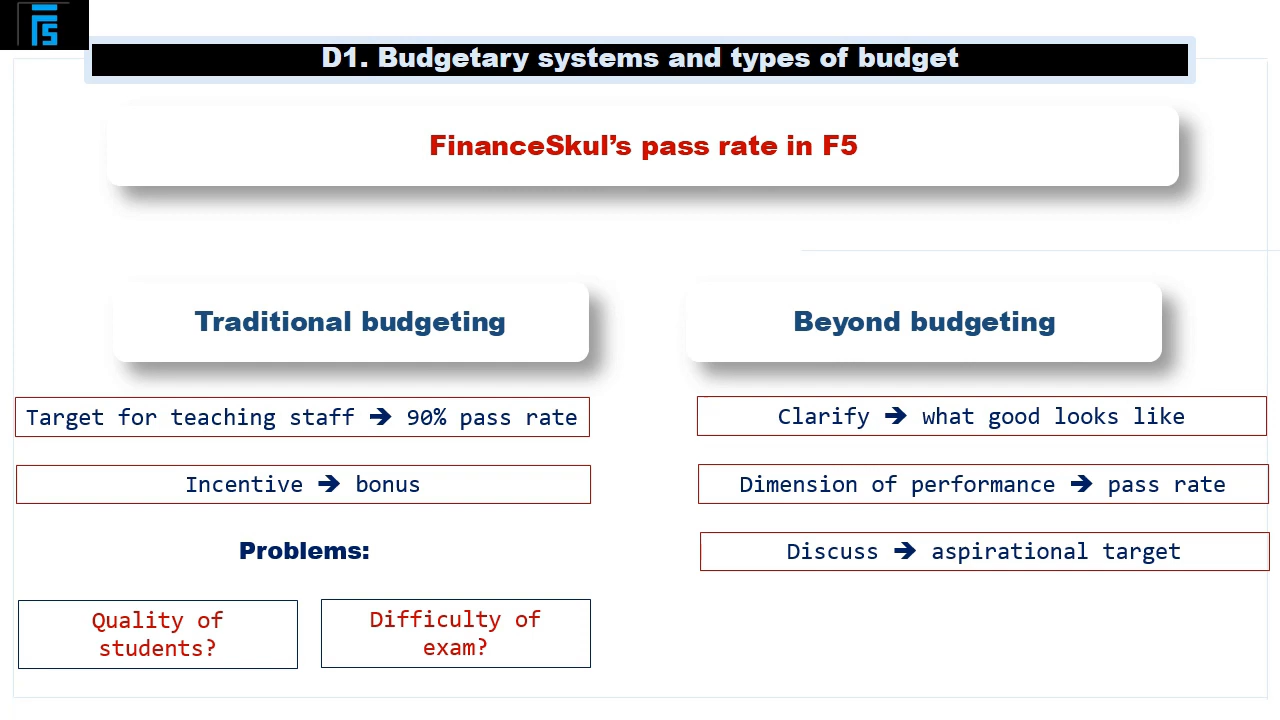 FS
D1. Budgetary systems and types of budget
FinanceSkul’s pass rate in F5
Traditional budgeting
Beyond budgeting
Target for teaching staff ➔ 90% pass rate
Clarify ➔ what good looks like
Incentive ➔ bonus
Dimension of performance ➔ pass rate
Problems:
Discuss ➔ aspirational target
Quality of
students?
Difficulty of
exam?